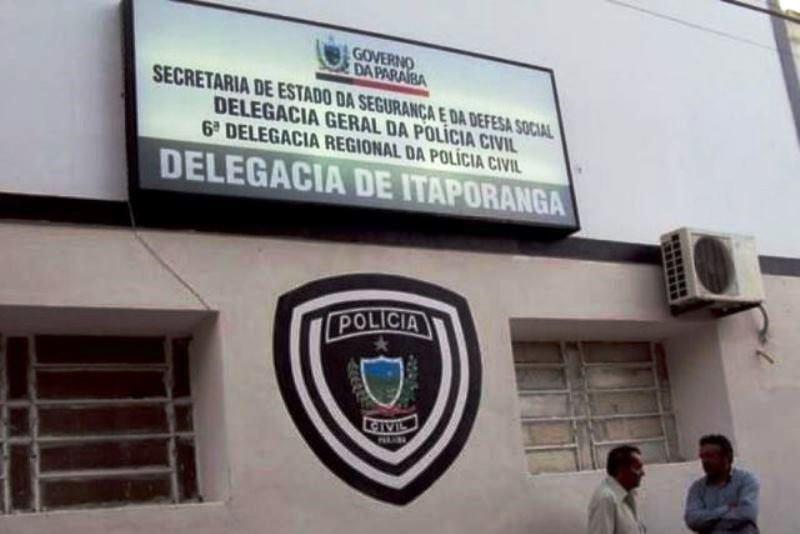 GOVERNO
DA PARAÍBA
SECRETARIA DE ESTADO DA SEGURANÇA E DA DEFESA SOCIAL
DELEGACIA GERAL DA POLÍCIA CIVIL
6ª DELEGACIA REGIONAL DA POLÍCIA CIVIL
DELEGACIA DE ITAPORANGA
POLÍCIA
CIVIL
PARAÍBA